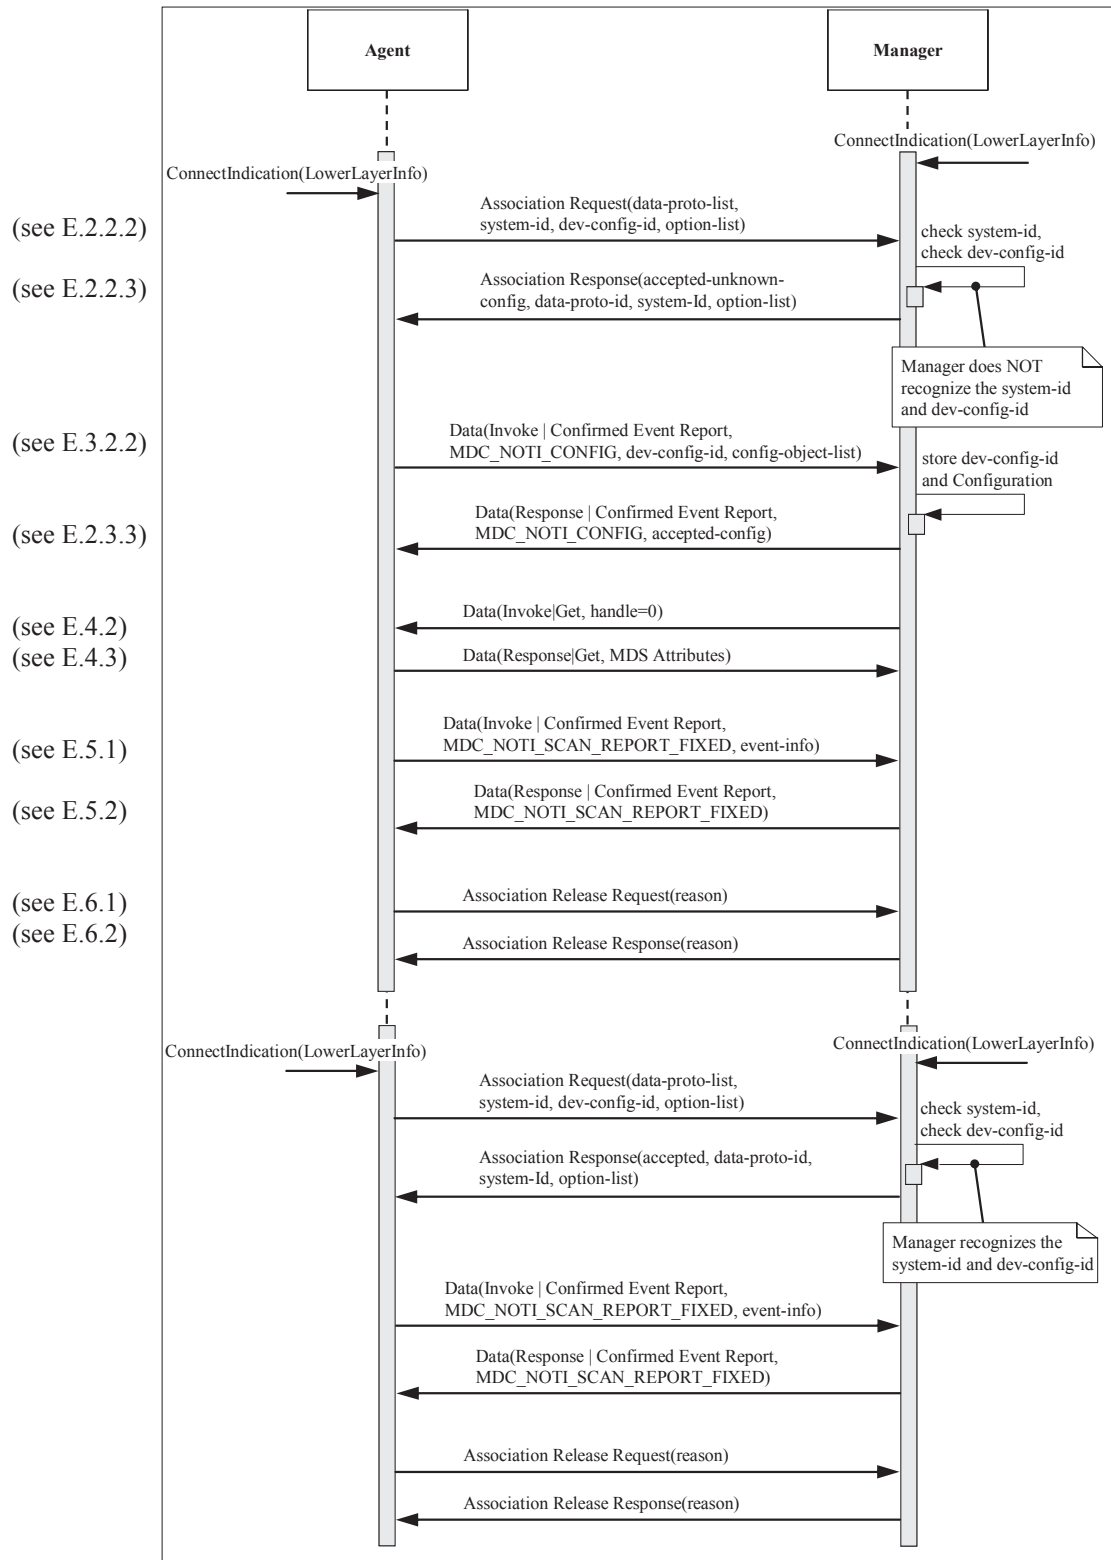 Agent
Manager
ConnectIndication(LowerLayerInfo)
ConnectIndication(LowerLayerInfo)
(see E.2.2.2)
Association Request(data-proto-list,
system-id, dev-config-id, option-list)
check system-id,
check dev-config-id
(see E.2.2.3)
Association Response(accepted-unknown-
config, data-proto-id, system-Id, option-list)
Manager does NOT
recognize the system-id
and dev-config-id
(see E.3.2.2)
Data(Invoke | Confirmed Event Report,
MDC_NOTI_CONFIG, dev-config-id, config-object-list)
store dev-config-id
and Configuration
(see E.2.3.3)
Data(Response | Confirmed Event Report,
MDC_NOTI_CONFIG, accepted-config)
(see E.4.2)
Data(Invoke|Get, handle=0)
(see E.4.3)
Data(Response|Get, MDS Attributes)
(see E.5.1)
Data(Invoke | Confirmed Event Report,
MDC_NOTI_SCAN_REPORT_FIXED, event-info)
(see E.5.2)
Data(Response | Confirmed Event Report,
MDC_NOTI_SCAN_REPORT_FIXED)
(see E.6.1)
Association Release Request(reason)
(see E.6.2)
Association Release Response(reason)
ConnectIndication(LowerLayerInfo)
ConnectIndication(LowerLayerInfo)
Association Request(data-proto-list,
system-id, dev-config-id, option-list)
check system-id,
check dev-config-id
Association Response(accepted, data-proto-id,
system-Id, option-list)
Manager recognizes the
system-id and dev-config-id
Data(Invoke | Confirmed Event Report,
MDC_NOTI_SCAN_REPORT_FIXED, event-info)
Data(Response | Confirmed Event Report,
MDC_NOTI_SCAN_REPORT_FIXED)
Association Release Request(reason)
Association Release Response(reason)